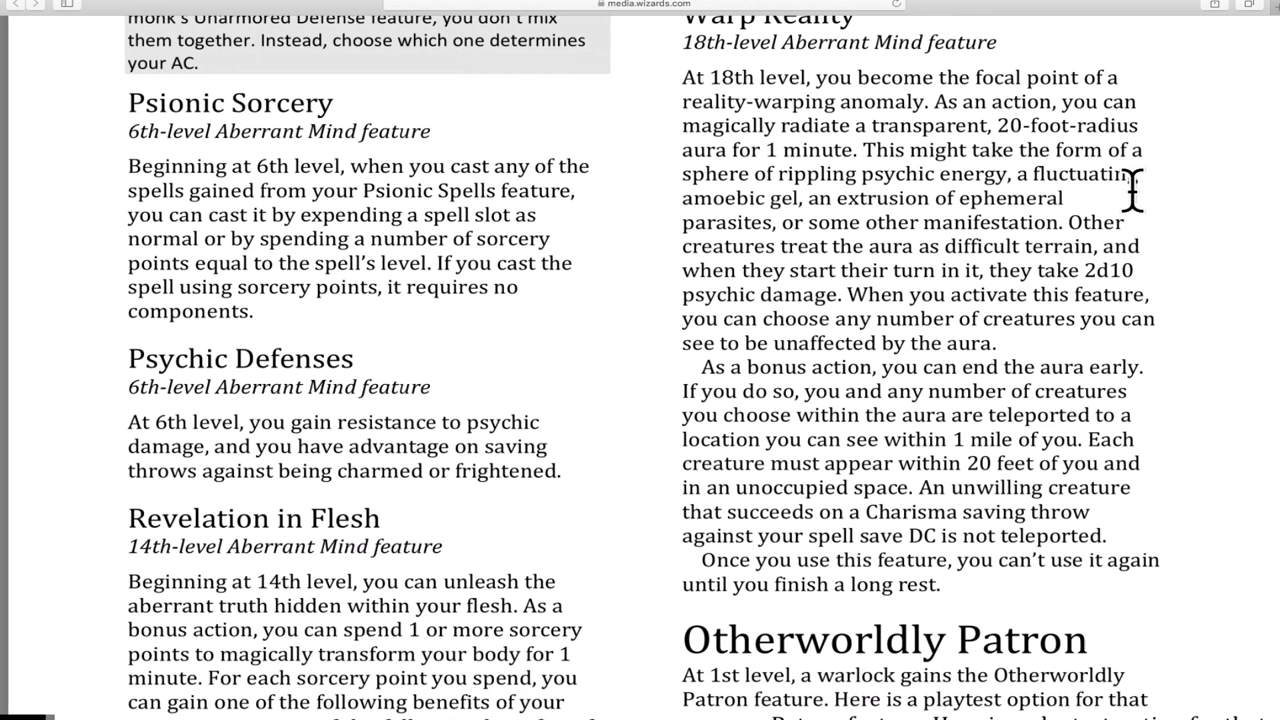 media.wizards.com
monk's Unarmored Defense feature, you don't mix
them together. Instead, choose which one determines
your AC.
Psionic Sorcery
6th-level Aberrant Mind feature
Beginning at 6th level, when you cast any of the
spells gained from your Psionic Spells feature,
you can cast it by expending a spell slot as
normal or by spending a number of sorcery
points equal to the spell’s level. If you cast the
spell using sorcery points, it requires no
components.
Psychic Defenses
6th-level Aberrant Mind feature
At 6th level, you gain resistance to psychic
damage, and you have advantage on saving
throws against being charmed or frightened.
Revelation in Flesh
14th-level Aberrant Mind feature
Beginning at 14th level, you can unleash the
aberrant truth hidden within your flesh. As a
bonus action, you can spend 1 or more sorcery
points to magically transform your body for 1
minute. For each sorcery point you spend, you
can gain one of the following benefits of your
Warp Reality
18th-level Aberrant Mind feature
At 18th level, you become the focal point of a
reality-warping anomaly. As an action, you can
magically radiate a transparent, 20-foot-radius
aura for 1 minute. This might take the form of a
sphere of rippling psychic energy, a fluctuating
amoebic gel, an extrusion of ephemeral
parasites, or some other manifestation. Other
creatures treat the aura as difficult terrain, and
when they start their turn in it, they take 2d10
psychic damage. When you activate this feature,
you can choose any number of creatures you can
see to be unaffected by the aura.
As a bonus action, you can end the aura early.
If you do so, you and any number of creatures
you choose within the aura are teleported to a
location you can see within 1 mile of you. Each
creature must appear within 20 feet of you and
in an unoccupied space. An unwilling creature
that succeeds on a Charisma saving throw
against your spell save DC is not teleported.
Once you use this feature, you can’t use it again
until you finish a long rest.
Otherworldly Patron
At 1st level, a warlock gains the Otherworldly
Patron feature. Here is a playtest option for that